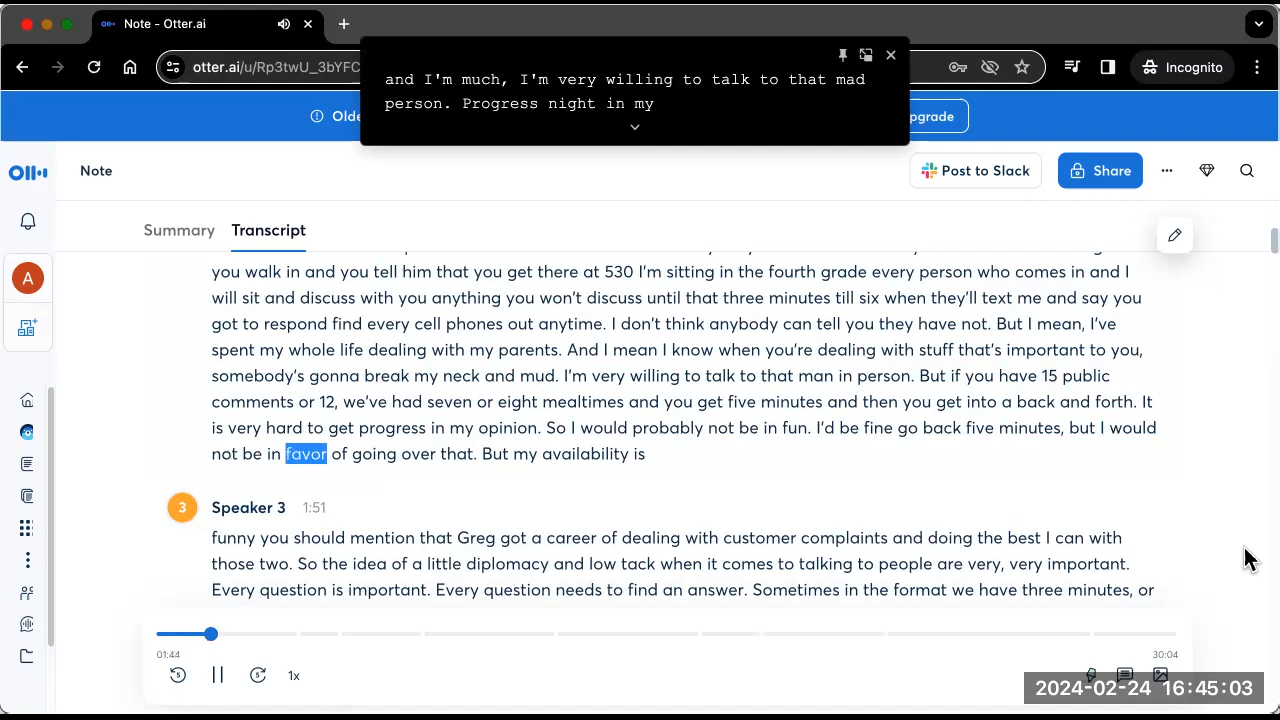 Note - Otter.ai
otter.ai/u/Rp3twU_3bYFC
Incognito
and I'm much, I'm very willing to talk to that mad
person. Progress night in my
Olde
pgrade
Note
Post to Slack
Share
Summary
Transcript
A
you walk in and you tell him that you get there at 530 I'm sitting in the fourth grade every person who comes in and I
will sit and discuss with you anything you won't discuss until that three minutes till six when they'll text me and say you
got to respond find every cell phones out anytime. I don't think anybody can tell you they have not. But I mean, I've
spent my whole life dealing with my parents. And I mean I know when you're dealing with stuff that's important to you,
somebody's gonna break my neck and mud. I'm very willing to talk to that man in person. But if you have 15 public
comments or 12, we've had seven or eight mealtimes and you get five minutes and then you get into a back and forth. It
is very hard to get progress in my opinion. So I would probably not be in fun. I'd be fine go back five minutes, but I would
not be in favor of going over that. But my availability is
3
Speaker 3 1:51
funny you should mention that Greg got a career of dealing with customer complaints and doing the best I can with
those two. So the idea of a little diplomacy and low tack when it comes to talking to people are very, very important.
Every question is important. Every question needs to find an answer. Sometimes in the format we have three minutes, or
01:44
30:04
5
5
1x
2024-02-24 16:45:03